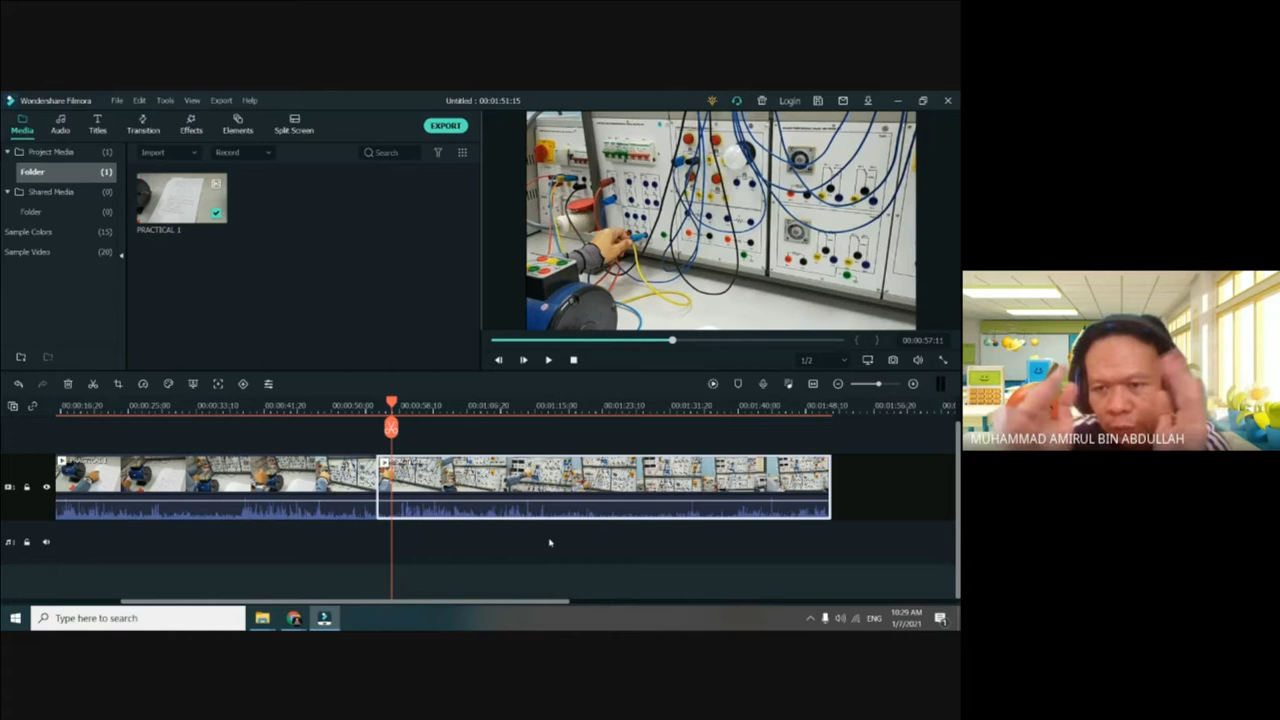 Wondershare Filmora File Edit Tools View Export Help Untitled : 00:01:51:15 Login
Media Audio Titles Transition Effects Elements Split Screen EXPORT
Project Media (1) Import Record Search
Folder (1)
Shared Media (0)
Folder (0)
Sample Colors (15)
Sample Video (20)
PRACTICAL 1
00:00:57:11
1/2
00:00:16:20 00:00:25:00 00:00:33:10 00:00:41:20 00:00:50:00 00:00:58:10 00:01:06:20 00:01:15:00 00:01:23:10 00:01:31:20 00:01:40:00 00:01:48:10 00:01:56:20
MUHAMMAD AMIRUL BIN ABDULLAH
Type here to search
ENG
10:29 AM
1/7/2021